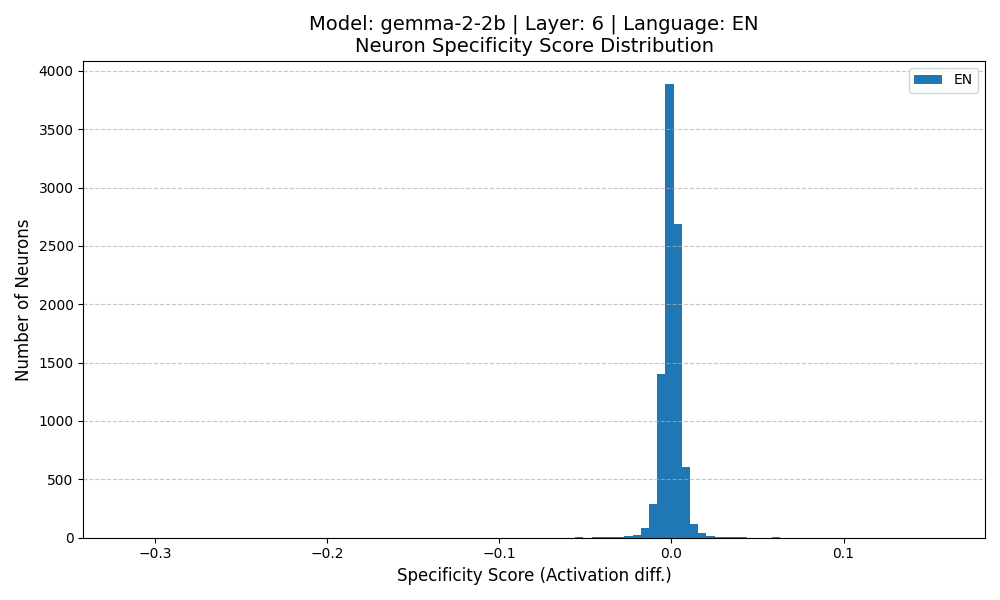 Model: gemma-2-2b | Layer: 6 | Language: EN
Neuron Specificity Score Distribution
EN
Number of Neurons
4000
3500
3000
2500
2000
1500
1000
500
0
−0.3
−0.2
−0.1
0.0
0.1
Specificity Score (Activation diff.)